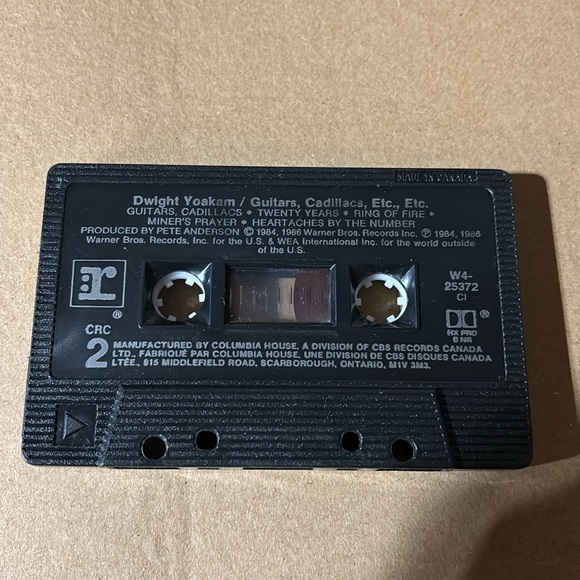 MADE IN CANADA
Dwight Yoakam / Guitars, Cadillacs, Etc., Etc.
GUITARS, CADILLACS • TWENTY YEARS • RING OF FIRE •
MINER'S PRAYER • HEARTACHES BY THE NUMBER
PRODUCED BY PETE ANDERSON © 1984, 1986 Warner Bros. Records Inc. ℗ 1984, 1986
Warner Bros. Records, Inc. for the U.S. & WEA International Inc. for the world outside
of the U.S.
:r ®
W4-
25372
CI
CRC
2
®
HX PRO
B NR
MANUFACTURED BY COLUMBIA HOUSE, A DIVISION OF CBS RECORDS CANADA
LTD., FABRIQUÉ PAR COLUMBIA HOUSE, UNE DIVISION DE CBS DISQUES CANADA
LTÉE., 615 MIDDLEFIELD ROAD, SCARBOROUGH, ONTARIO, M1V 3M3.